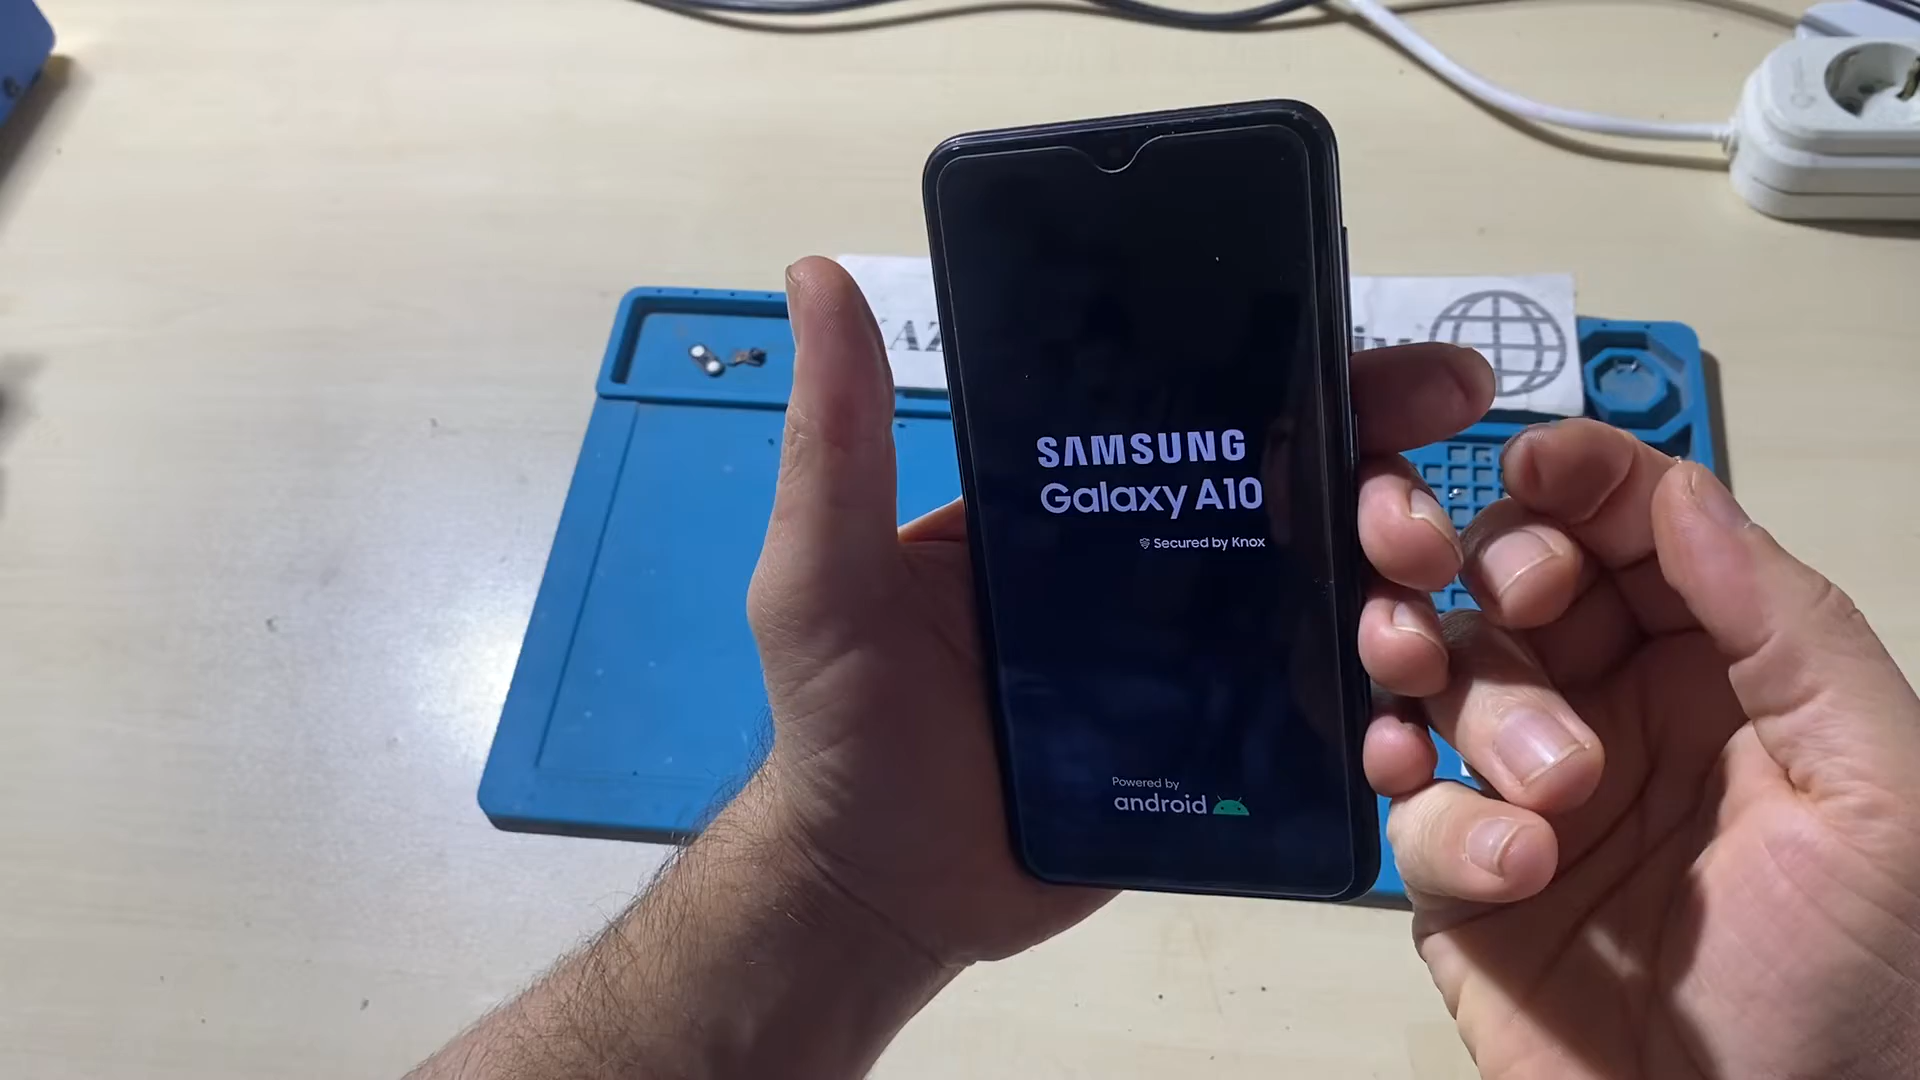 SAMSUNG
Galaxy A10
Secured by Knox
Powered by
android